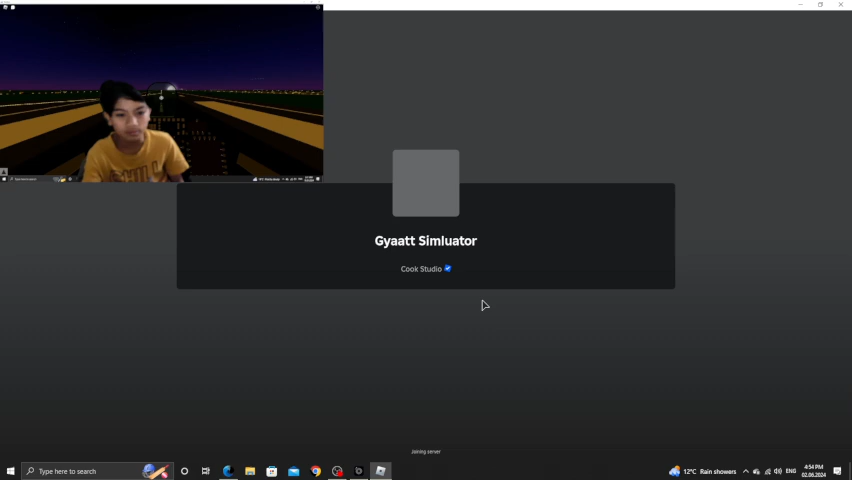 CHILL
Gyaatt Simluator
Cook Studio
Joining server
Type here to search
12°C Rain showers
ENG
4:54 PM
02.06.2024